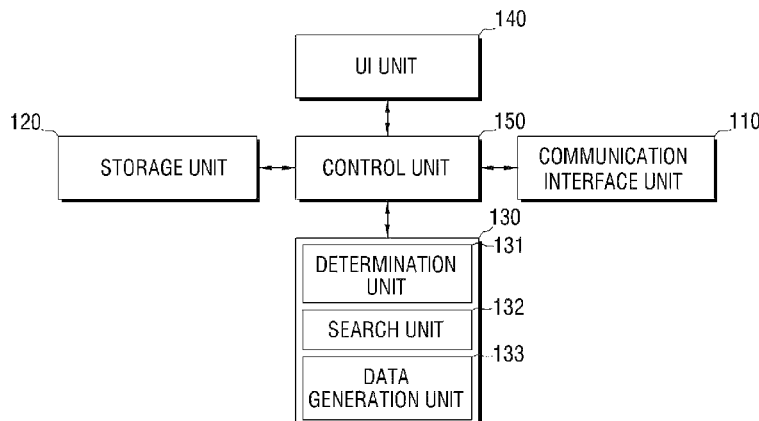 140
UI UNIT
120
150
110
STORAGE UNIT
CONTROL UNIT
COMMUNICATION
INTERFACE UNIT
130
131
DETERMINATION
UNIT
132
SEARCH UNIT
133
DATA
GENERATION UNIT